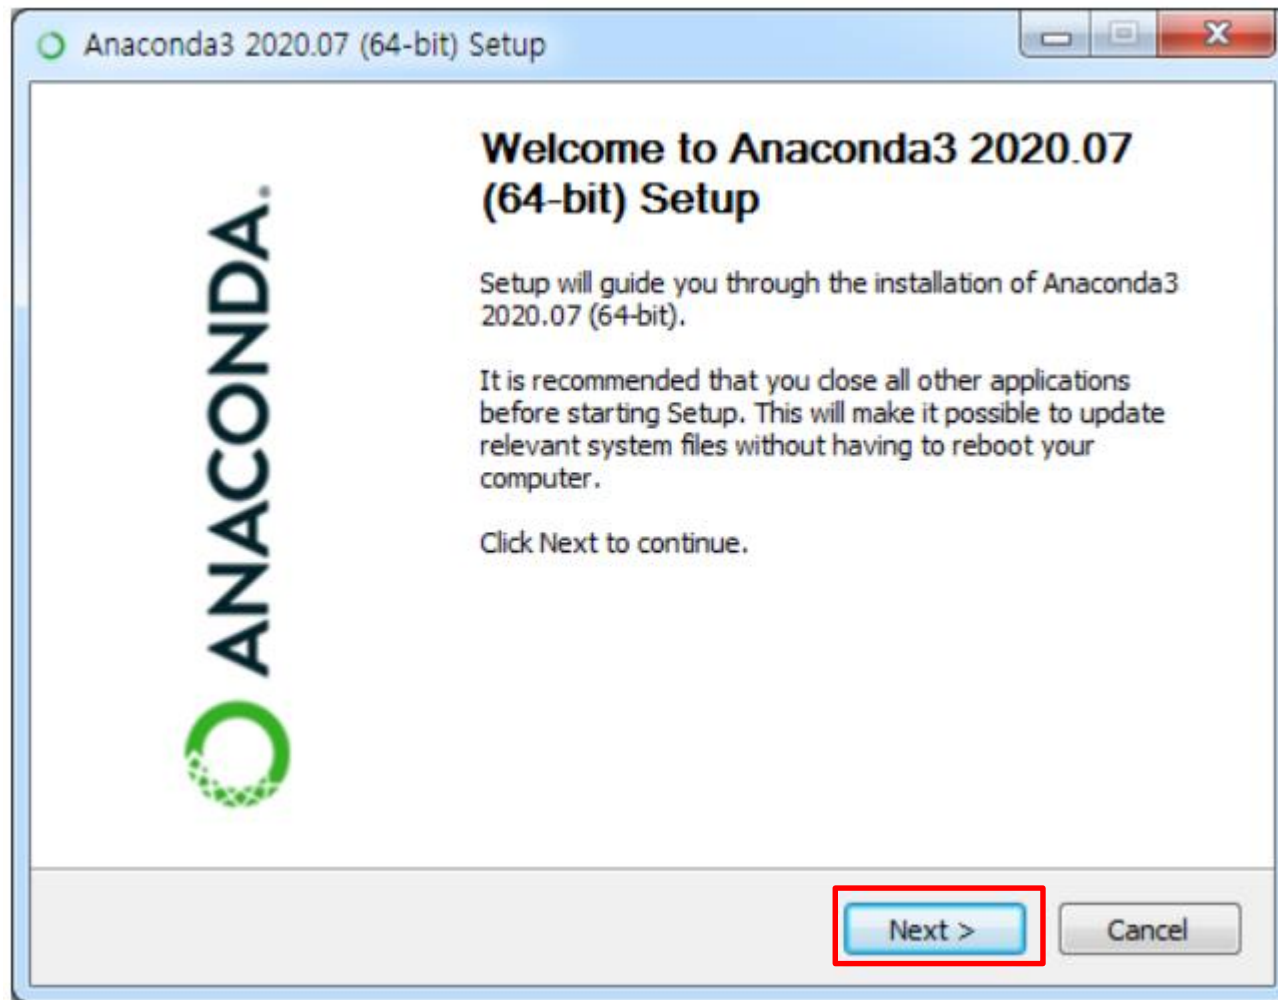 Anaconda3 2020.07 (64-bit) Setup
Welcome to Anaconda3 2020.07
(64-bit) Setup
ANACONDA.
Setup will guide you through the installation of Anaconda3
2020.07 (64-bit).
It is recommended that you close all other applications
before starting Setup. This will make it possible to update
relevant system files without having to reboot your
computer.
Click Next to continue.
Next >
Cancel